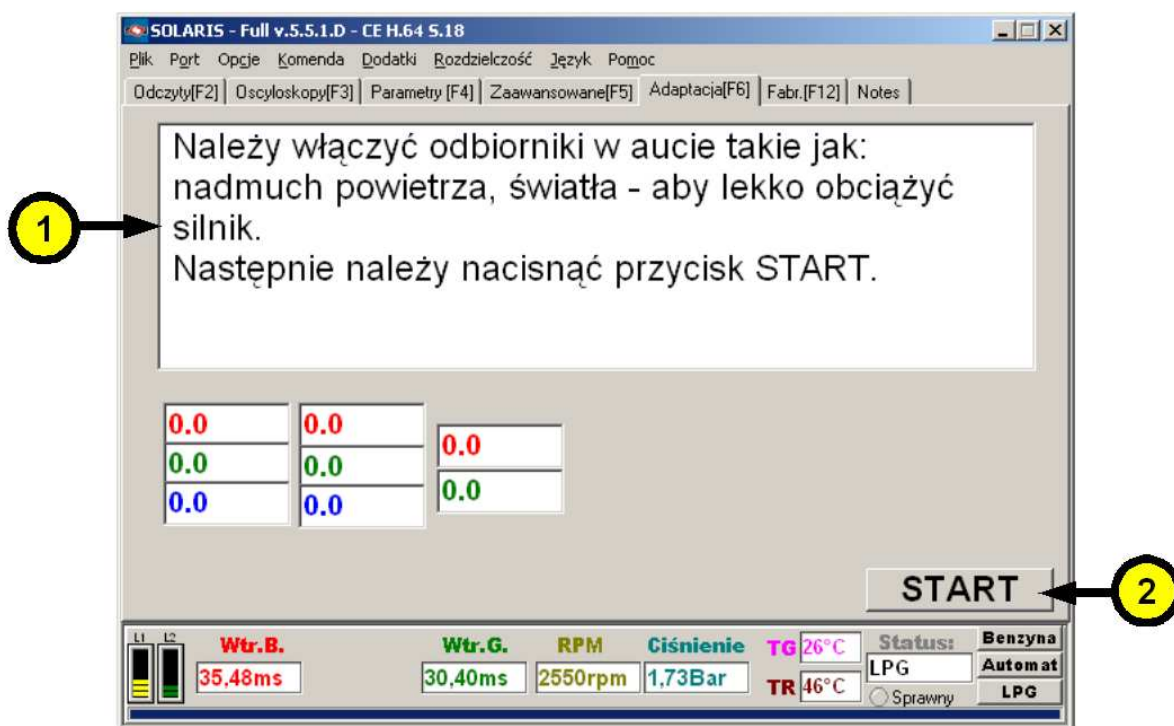 SOLARIS - Full v.5.5.1.D - CE H.64 S.18
Plik Port Opcje Komenda Dodatki Rozdzielczość Język Pomoc
Odczyty[F2] Oscyloskopy[F3] Parametry [F4] Zaawansowane[F5] Adaptacja[F6] Fabr.[F12] Notes
Należy włączyć odbiorniki w aucie takie jak:
nadmuch powietrza, światła - aby lekko obciążyć
silnik.
Następnie należy nacisnąć przycisk START.
1
0.0 0.0 0.0
0.0 0.0 0.0
0.0 0.0
START
2
L1 L2 Wtr.B. Wtr.G. RPM Ciśnienie TG 26°C Status: Benzyna
35,48ms 30,40ms 2550rpm 1,73Bar TR 46°C LPG Automat
Sprawny LPG